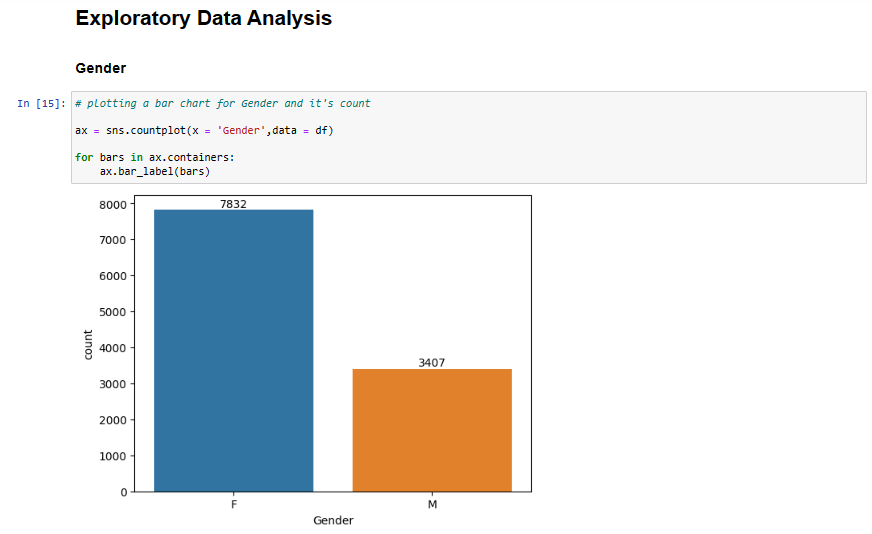 Exploratory Data Analysis
Gender
In [15]: # plotting a bar chart for Gender and it's count
ax = sns.countplot(x = 'Gender',data = df)
for bars in ax.containers:
    ax.bar_label(bars)
7832
3407
8000
7000
6000
5000
4000
3000
2000
1000
0
count
F M
Gender